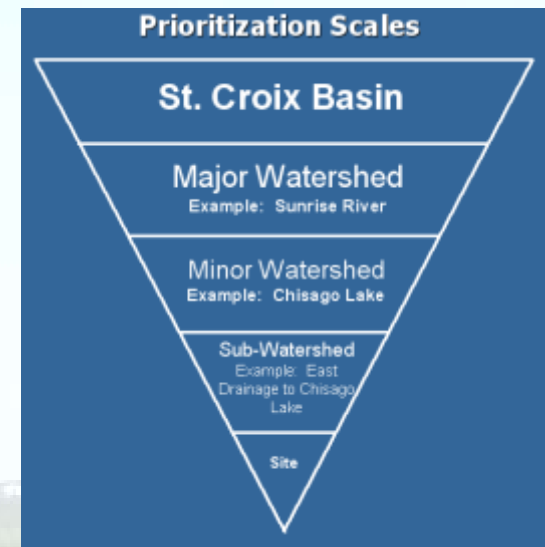 Prioritization Scales
St. Croix Basin
Major Watershed
Example: Sunrise River
Minor Watershed
Example: Chisago Lake
Sub-Watershed
Example: East
Drainage to Chisago
Lake
Site